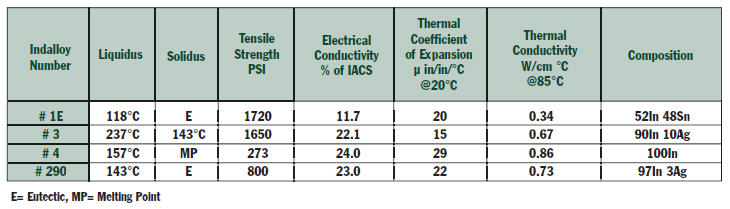 Indalloy Number | Liquidus | Solidus | Tensile Strength PSI | Electrical Conductivity % of IACS | Thermal Coefficient of Expansion µ in/in/°C @20°C | Thermal Conductivity W/cm °C @85°C | Composition
# 1E | 118°C | E | 1720 | 11.7 | 20 | 0.34 | 52In 48Sn
# 3 | 237°C | 143°C | 1650 | 22.1 | 15 | 0.67 | 90In 10Ag
# 4 | 157°C | MP | 273 | 24.0 | 29 | 0.86 | 100In
# 290 | 143°C | E | 800 | 23.0 | 22 | 0.73 | 97In 3Ag
E= Eutectic, MP= Melting Point